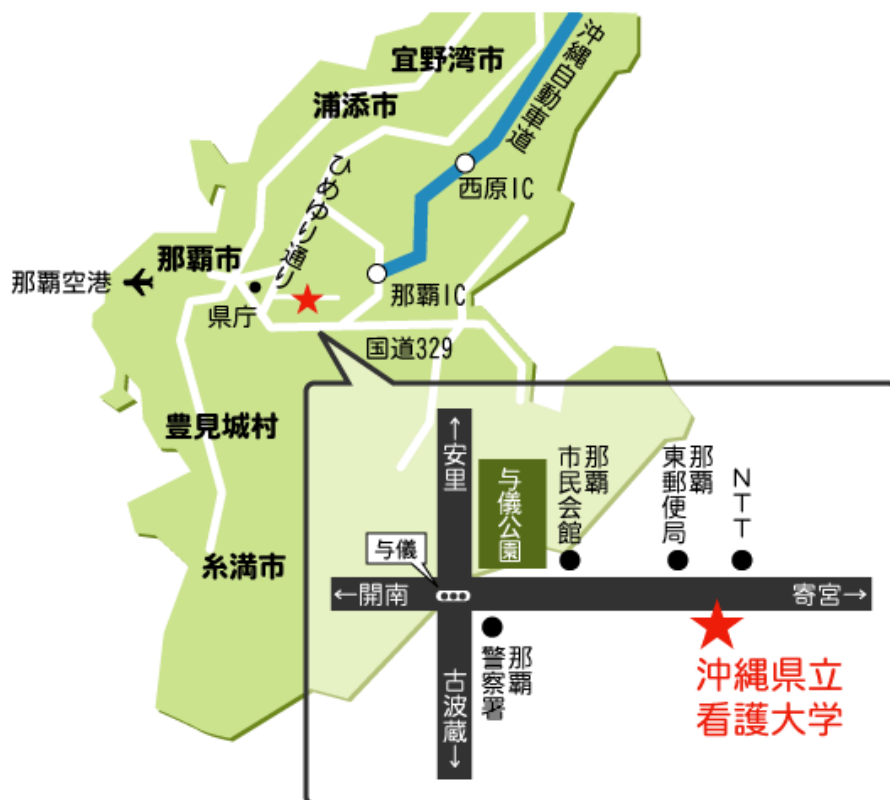 宜野湾市
浦添市
沖縄自動車道
西原IC
ひめゆり通り
那覇市
那覇空港
県庁
那覇IC
国道329
豊見城村
糸満市
↑安里
与儀公園
那覇
市民会館
那覇
東郵便局
NTT
与儀
←開南
寄宮→
那覇
警察署
古波蔵↓
沖縄県立
看護大学